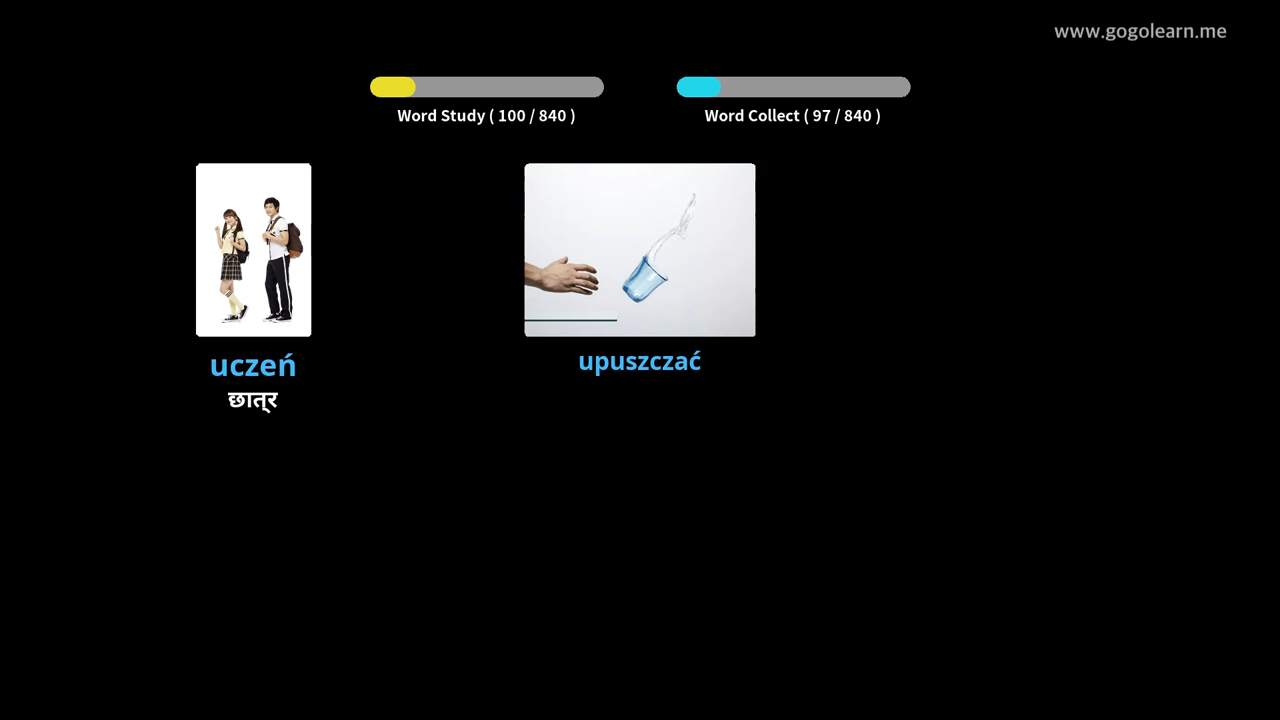 www.gogolearn.me
Word Study ( 100 / 840 )
Word Collect ( 97 / 840 )
uczeń
छात्र
upuszczać